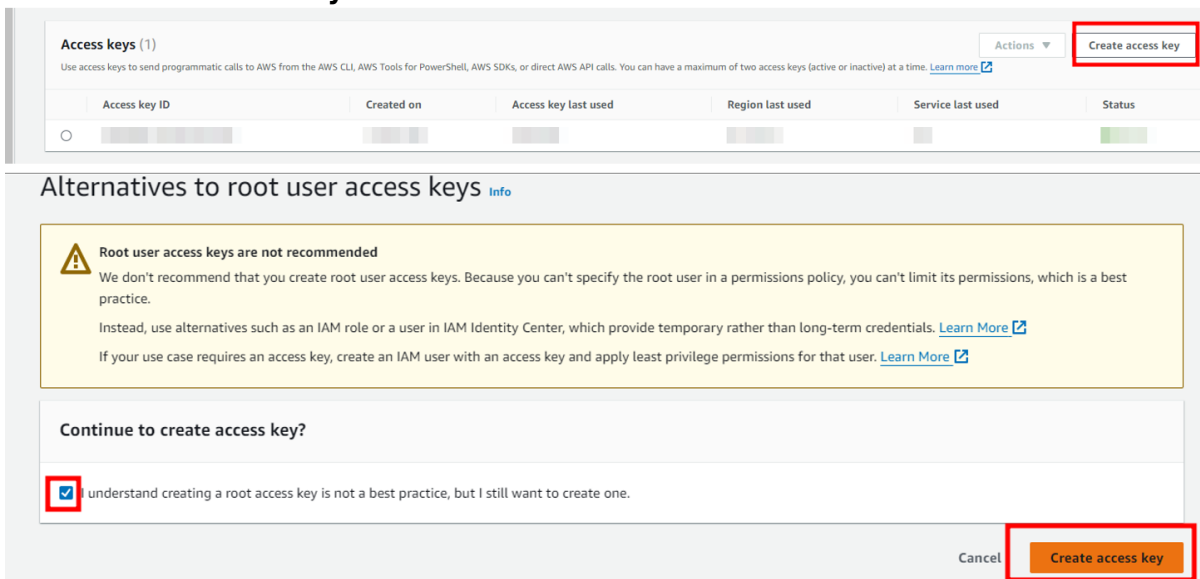 Access keys (1)
Actions ▼
Create access key
Use access keys to send programmatic calls to AWS from the AWS CLI, AWS Tools for PowerShell, AWS SDKs, or direct AWS API calls. You can have a maximum of two access keys (active or inactive) at a time. Learn more
Access key ID Created on Access key last used Region last used Service last used Status
Alternatives to root user access keys Info
Root user access keys are not recommended
We don't recommend that you create root user access keys. Because you can't specify the root user in a permissions policy, you can't limit its permissions, which is a best
practice.
Instead, use alternatives such as an IAM role or a user in IAM Identity Center, which provide temporary rather than long-term credentials. Learn More
If your use case requires an access key, create an IAM user with an access key and apply least privilege permissions for that user. Learn More
Continue to create access key?
I understand creating a root access key is not a best practice, but I still want to create one.
Cancel
Create access key